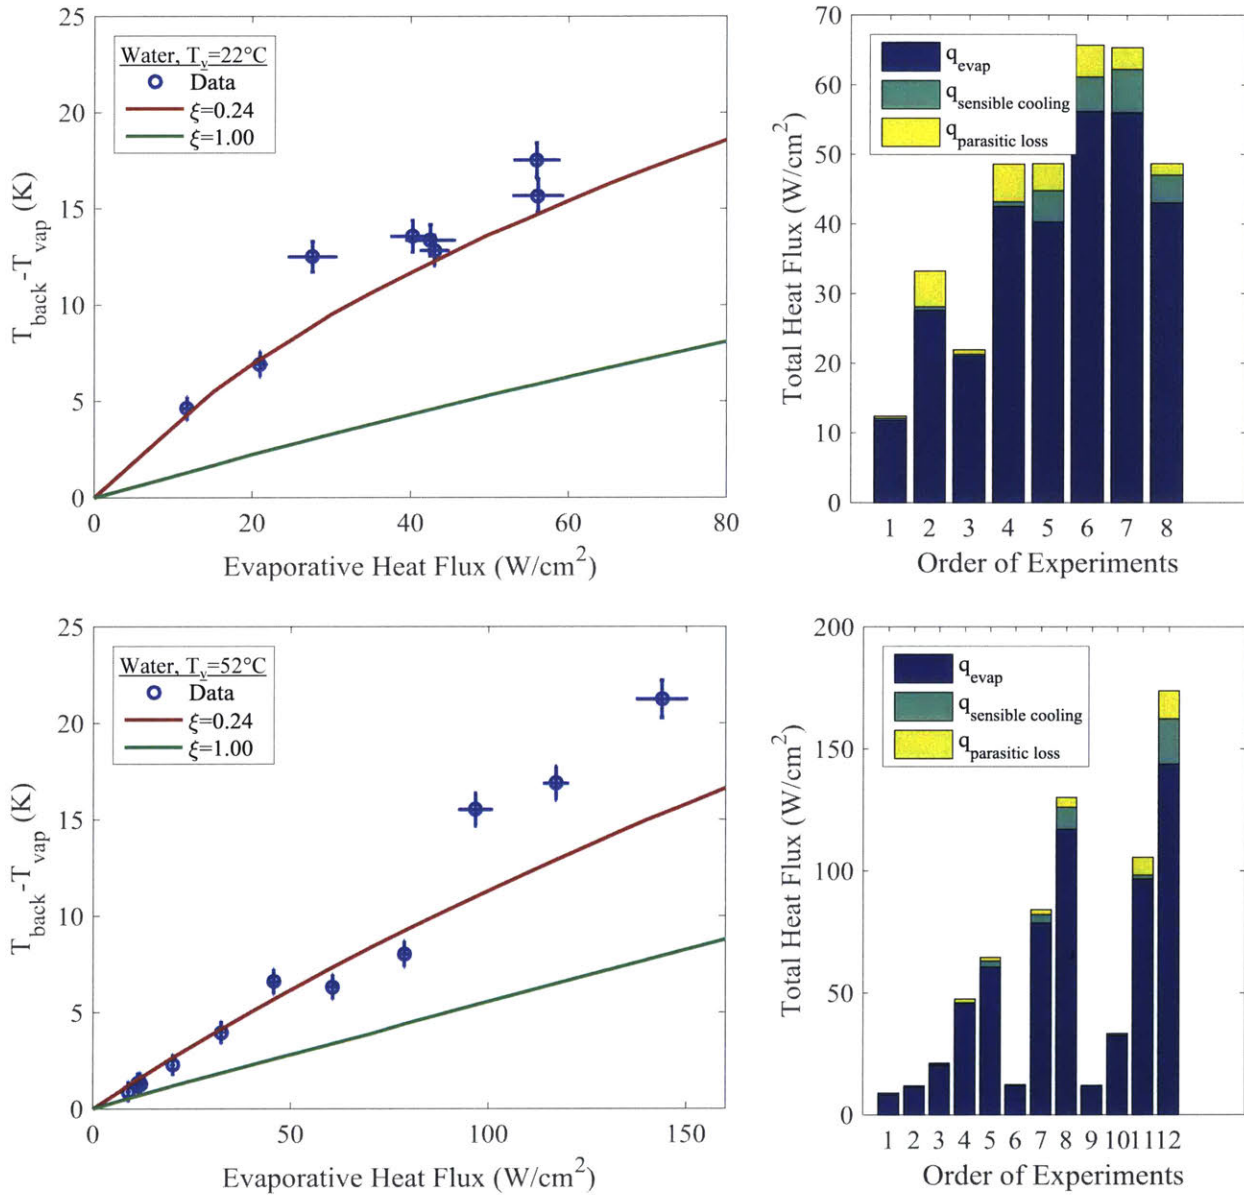 25
20
15
10
5
0
0
20
40
60
80
T_back-T_vap (K)
Evaporative Heat Flux (W/cm²)
Water, T_v=22°C
Data
ξ=0.24
ξ=1.00
70
60
50
40
30
20
10
0
1 2 3 4 5 6 7 8
Total Heat Flux (W/cm²)
Order of Experiments
q_evap
q_sensible cooling
q_parasitic loss
25
20
15
10
5
0
0
50
100
150
T_back-T_vap (K)
Evaporative Heat Flux (W/cm²)
Water, T_v=52°C
Data
ξ=0.24
ξ=1.00
200
150
100
50
0
1 2 3 4 5 6 7 8 9 10 11 12
Total Heat Flux (W/cm²)
Order of Experiments
q_evap
q_sensible cooling
q_parasitic loss